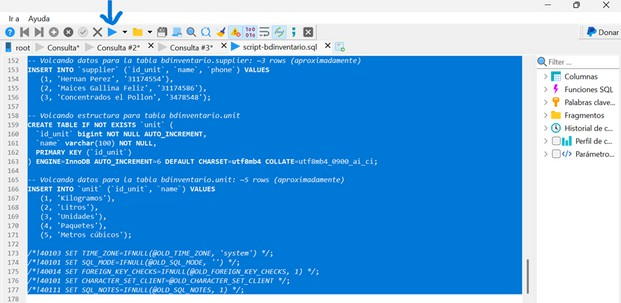 Ir a Ayuda
Donar
root Consulta* Consulta #2* Consulta #3* script-bdinventario.sql
Filter ...
152 -- Volcando datos para la tabla bdinventario.supplier: ~3 rows (aproximadamente)
153 INSERT INTO `supplier` (`id_unit`, `name`, `phone`) VALUES
154 (1, 'Hernan Perez', '31174554'),
155 (2, 'Maices Gallina Feliz', '31174586'),
156 (3, 'Concentrados el Pollon', '3478548');
157
158 -- Volcando estructura para tabla bdinventario.unit
159 CREATE TABLE IF NOT EXISTS `unit` (
160 `id_unit` bigint NOT NULL AUTO_INCREMENT,
161 `name` varchar(100) NOT NULL,
162 PRIMARY KEY (`id_unit`)
163 ) ENGINE=InnoDB AUTO_INCREMENT=6 DEFAULT CHARSET=utf8mb4 COLLATE=utf8mb4_0900_ai_ci;
164
165 -- Volcando datos para la tabla bdinventario.unit: ~5 rows (aproximadamente)
166 INSERT INTO `unit` (`id_unit`, `name`) VALUES
167 (1, 'Kilogramos'),
168 (2, 'Litros'),
169 (3, 'Unidades'),
170 (4, 'Paquetes'),
171 (5, 'Metros cúbicos');
172
173 /*!40103 SET TIME_ZONE=IFNULL(@OLD_TIME_ZONE, 'system') */;
174 /*!40101 SET SQL_MODE=IFNULL(@OLD_SQL_MODE, '') */;
175 /*!40014 SET FOREIGN_KEY_CHECKS=IFNULL(@OLD_FOREIGN_KEY_CHECKS, 1) */;
176 /*!40101 SET CHARACTER_SET_CLIENT=@OLD_CHARACTER_SET_CLIENT */;
177 /*!40111 SET SQL_NOTES=IFNULL(@OLD_SQL_NOTES, 1) */;
178
Columnas
Funciones SQL
Palabras clave...
Fragmentos
Historial de c...
Perfil de c...
Parámetro...